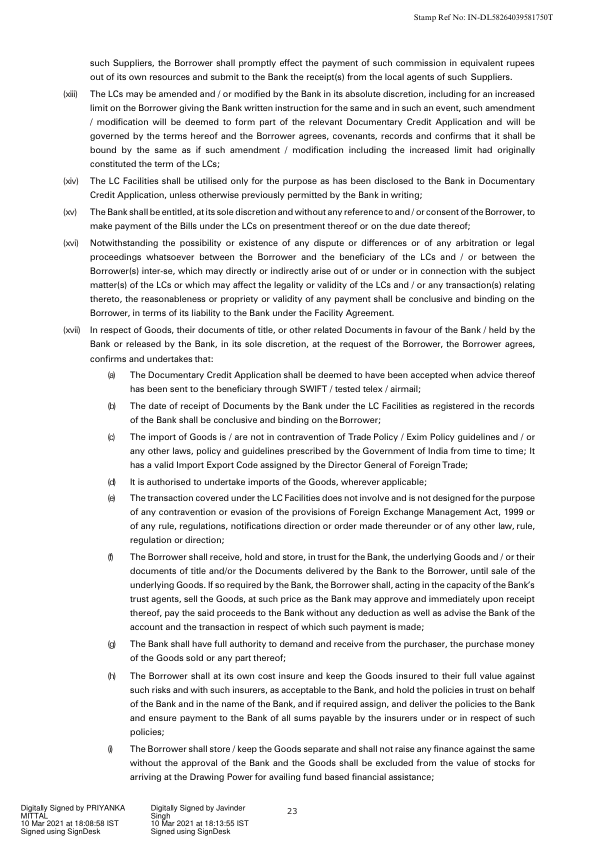 Stamp Ref No: IN-DL58264039581750T
such Suppliers, the Borrower shall promptly effect the payment of such commission in equivalent rupees
out of its own resources and submit to the Bank the receipt(s) from the local agents of such Suppliers.
(xiii) The LCs may be amended and / or modified by the Bank in its absolute discretion, including for an increased
limit on the Borrower giving the Bank written instruction for the same and in such an event, such amendment
/ modification will be deemed to form part of the relevant Documentary Credit Application and will be
governed by the terms hereof and the Borrower agrees, covenants, records and confirms that it shall be
bound by the same as if such amendment / modification including the increased limit had originally
constituted the term of the LCs;
(xiv) The LC Facilities shall be utilised only for the purpose as has been disclosed to the Bank in Documentary
Credit Application, unless otherwise previously permitted by the Bank in writing;
(xv) The Bank shall be entitled, at its sole discretion and without any reference to and / or consent of the Borrower, to
make payment of the Bills under the LCs on presentment thereof or on the due date thereof;
(xvi) Notwithstanding the possibility or existence of any dispute or differences or of any arbitration or legal
proceedings whatsoever between the Borrower and the beneficiary of the LCs and / or between the
Borrower(s) inter-se, which may directly or indirectly arise out of or under or in connection with the subject
matter(s) of the LCs or which may affect the legality or validity of the LCs and / or any transaction(s) relating
thereto, the reasonableness or propriety or validity of any payment shall be conclusive and binding on the
Borrower, in terms of its liability to the Bank under the Facility Agreement.
(xvii) In respect of Goods, their documents of title, or other related Documents in favour of the Bank / held by the
Bank or released by the Bank, in its sole discretion, at the request of the Borrower, the Borrower agrees,
confirms and undertakes that:
(a) The Documentary Credit Application shall be deemed to have been accepted when advice thereof
has been sent to the beneficiary through SWIFT / tested telex / airmail;
(b) The date of receipt of Documents by the Bank under the LC Facilities as registered in the records
of the Bank shall be conclusive and binding on the Borrower;
(c) The import of Goods is / are not in contravention of Trade Policy / Exim Policy guidelines and / or
any other laws, policy and guidelines prescribed by the Government of India from time to time; It
has a valid Import Export Code assigned by the Director General of Foreign Trade;
(d) It is authorised to undertake imports of the Goods, wherever applicable;
(e) The transaction covered under the LC Facilities does not involve and is not designed for the purpose
of any contravention or evasion of the provisions of Foreign Exchange Management Act, 1999 or
of any rule, regulations, notifications direction or order made thereunder or of any other law, rule,
regulation or direction;
(f) The Borrower shall receive, hold and store, in trust for the Bank, the underlying Goods and / or their
documents of title and/or the Documents delivered by the Bank to the Borrower, until sale of the
underlying Goods. If so required by the Bank, the Borrower shall, acting in the capacity of the Bank's
trust agents, sell the Goods, at such price as the Bank may approve and immediately upon receipt
thereof, pay the said proceeds to the Bank without any deduction as well as advise the Bank of the
account and the transaction in respect of which such payment is made;
(g) The Bank shall have full authority to demand and receive from the purchaser, the purchase money
of the Goods sold or any part thereof;
(h) The Borrower shall at its own cost insure and keep the Goods insured to their full value against
such risks and with such insurers, as acceptable to the Bank, and hold the policies in trust on behalf
of the Bank and in the name of the Bank, and if required assign, and deliver the policies to the Bank
and ensure payment to the Bank of all sums payable by the insurers under or in respect of such
policies;
(i) The Borrower shall store / keep the Goods separate and shall not raise any finance against the same
without the approval of the Bank and the Goods shall be excluded from the value of stocks for
arriving at the Drawing Power for availing fund based financial assistance;
Digitally Signed by PRIYANKA
MITTAL
10 Mar 2021 at 18:08:58 IST
Signed using SignDesk
Digitally Signed by Javinder
Singh
10 Mar 2021 at 18:13:55 IST
Signed using SignDesk
23